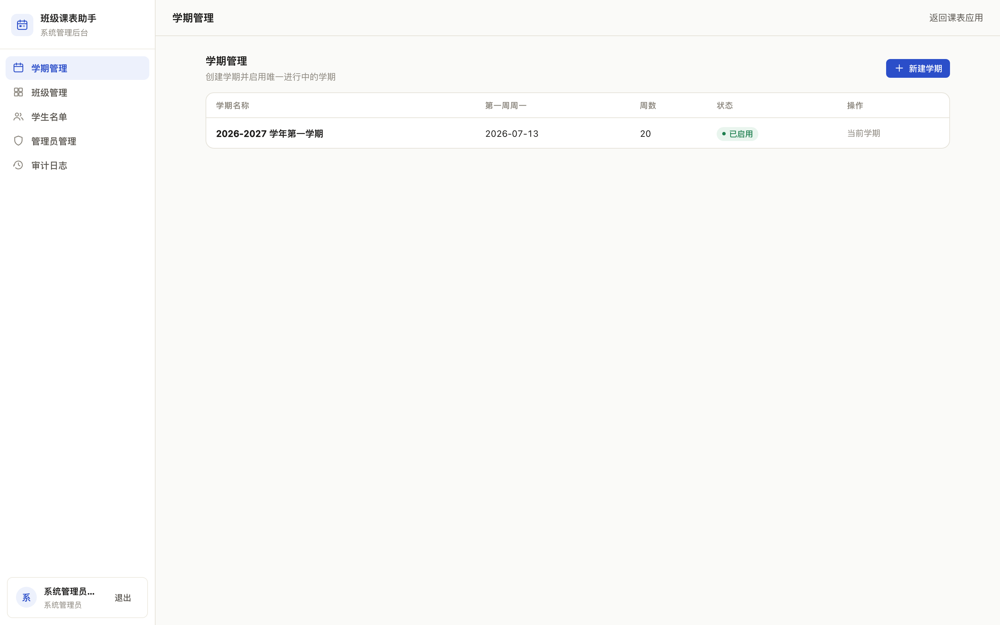 班级课表助手
系统管理后台
学期管理
班级管理
学生名单
管理员管理
审计日志
系
系统管理员...
系统管理员
退出
学期管理
返回课表应用
学期管理
创建学期并启用唯一进行中的学期
新建学期
学期名称 第一周周一 周数 状态 操作
2026-2027 学年第一学期 2026-07-13 20 已启用 当前学期